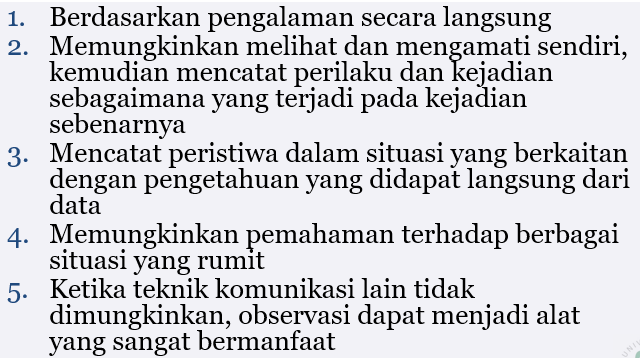 1. Berdasarkan pengalaman secara langsung
2. Memungkinkan melihat dan mengamati sendiri,
kemudian mencatat perilaku dan kejadian
sebagaimana yang terjadi pada kejadian
sebenarnya
3. Mencatat peristiwa dalam situasi yang berkaitan
dengan pengetahuan yang didapat langsung dari
data
4. Memungkinkan pemahaman terhadap berbagai
situasi yang rumit
5. Ketika teknik komunikasi lain tidak
dimungkinkan, observasi dapat menjadi alat
yang sangat bermanfaat